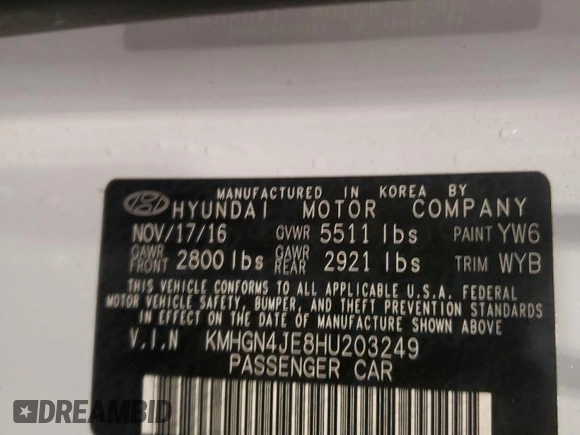 MANUFACTURED IN KOREA BY
HYUNDAI MOTOR COMPANY
NOV/17/16 GVWR 5511 lbs PAINT YW6
GAWR FRONT 2800 lbs GAWR REAR 2921 lbs TRIM WYB
THIS VEHICLE CONFORMS TO ALL APPLICABLE U.S.A. FEDERAL
MOTOR VEHICLE SAFETY, BUMPER, AND THEFT PREVENTION STANDARDS
IN EFFECT ON THE DATE OF MANUFACTURE SHOWN ABOVE
V.I.N KMHGN4JE8HU203249
PASSENGER CAR
DREAMBID